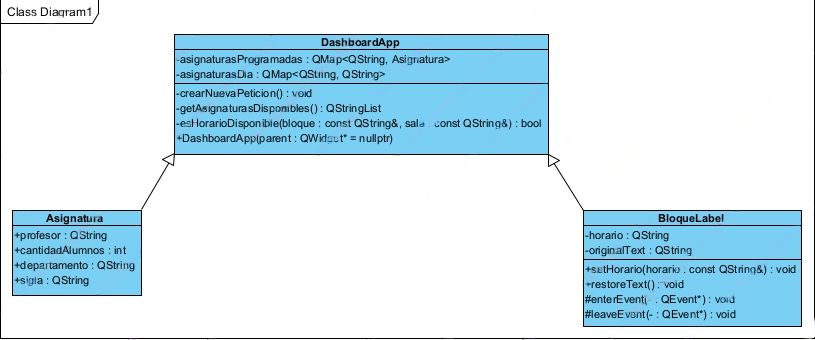 Class Diagram1
DashboardApp
-asignaturasProgramadas : QMap<QString, Asignatura>
-asignaturasDia : QMap<QString, QString>
-crearNuevaPeticion() : void
-getAsignaturasDisponibles() : QStringList
-esHorarioDisponible(bloque : const QString&, sala : const QString&) : bool
+DashboardApp(parent : QWidget* = nullptr)
Asignatura
+profesor : QString
+cantidadAlumnos : int
+departamento : QString
+sigla : QString
BloqueLabel
-horario : QString
-originalText : QString
+setHorario(horario : const QString&) : void
+restoreText() : void
#enterEvent(- : QEvent*) : void
#leaveEvent(- : QEvent*) : void